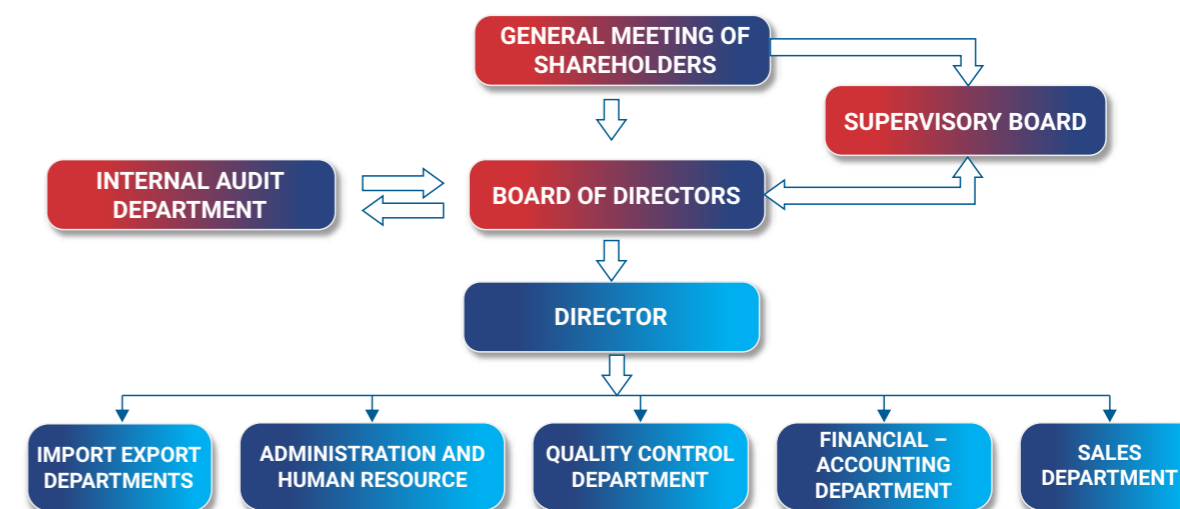 GENERAL MEETING OF
SHAREHOLDERS
SUPERVISORY BOARD
INTERNAL AUDIT
DEPARTMENT
BOARD OF DIRECTORS
DIRECTOR
IMPORT EXPORT
DEPARTMENTS
ADMINISTRATION AND
HUMAN RESOURCE
QUALITY CONTROL
DEPARTMENT
FINANCIAL –
ACCOUNTING
DEPARTMENT
SALES
DEPARTMENT